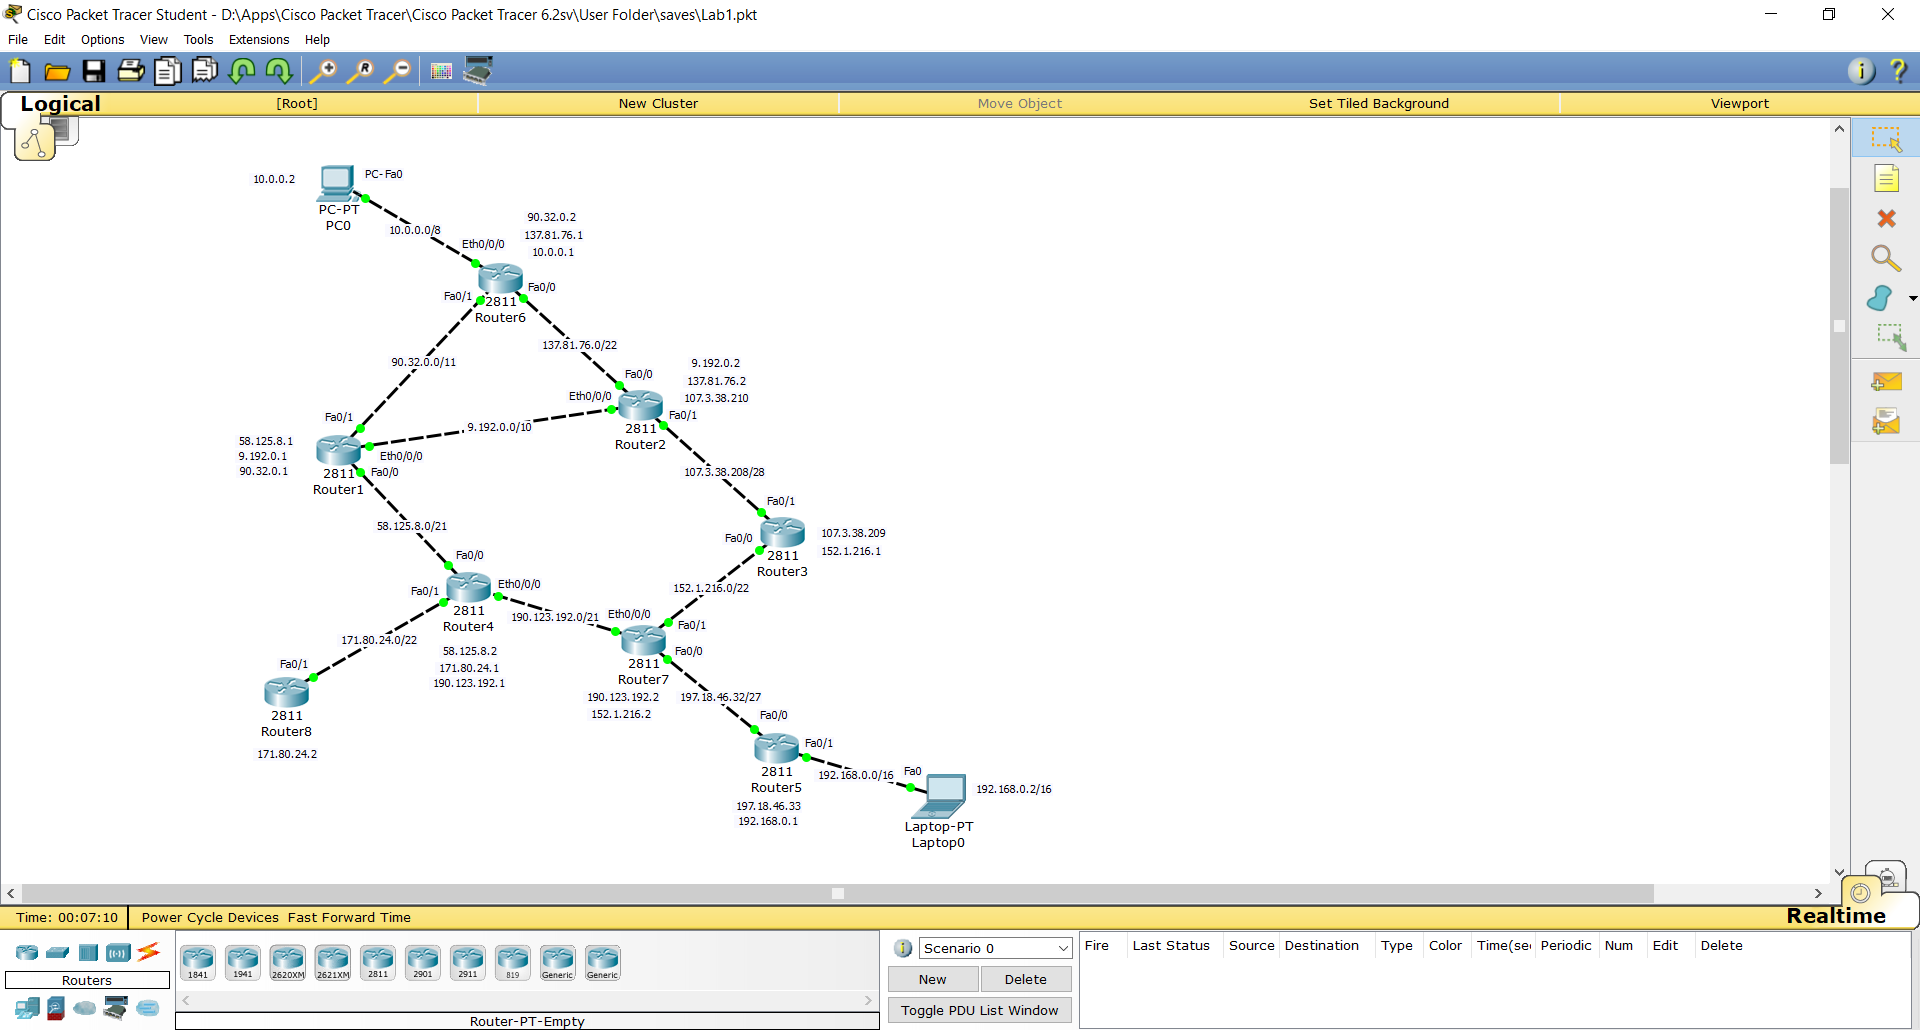 Cisco Packet Tracer Student - D:\Apps\Cisco Packet Tracer\Cisco Packet Tracer 6.2sv\User Folder\saves\Lab1.pkt
File Edit Options View Tools Extensions Help
Logical [Root] New Cluster Move Object Set Tiled Background Viewport
10.0.0.2
PC-Fa0
PC-PT
PC0
10.0.0.0/8
90.32.0.2
137.81.76.1
10.0.0.1
Eth0/0/0
Fa0/1
Fa0/0
2811
Router6
137.81.76.0/22
90.32.0.0/11
9.192.0.2
137.81.76.2
107.3.38.210
Fa0/0
Eth0/0/0
Fa0/1
2811
Router2
9.192.0.0/10
Fa0/1
58.125.8.1
9.192.0.1
90.32.0.1
Eth0/0/0
Fa0/0
2811
Router1
107.3.38.208/28
Fa0/1
Fa0/0
107.3.38.209
152.1.216.1
2811
Router3
58.125.8.0/21
Fa0/0
Fa0/1
Eth0/0/0
2811
Router4
58.125.8.2
171.80.24.1
190.123.192.1
152.1.216.0/22
190.123.192.0/21
Eth0/0/0
Fa0/1
Fa0/0
2811
Router7
190.123.192.2
152.1.216.2
171.80.24.0/22
Fa0/1
2811
Router8
171.80.24.2
197.18.46.32/27
Fa0/0
Fa0/1
2811
Router5
197.18.46.33
192.168.0.1
192.168.0.0/16
Fa0
192.168.0.2/16
Laptop-PT
Laptop0
Time: 00:07:10 Power Cycle Devices Fast Forward Time
Realtime
Routers
1841 1941 2620XM 2621XM 2811 2901 2911 819 Generic Generic
Router-PT-Empty
Scenario 0
New Delete
Toggle PDU List Window
Fire Last Status Source Destination Type Color Time(se Periodic Num Edit Delete